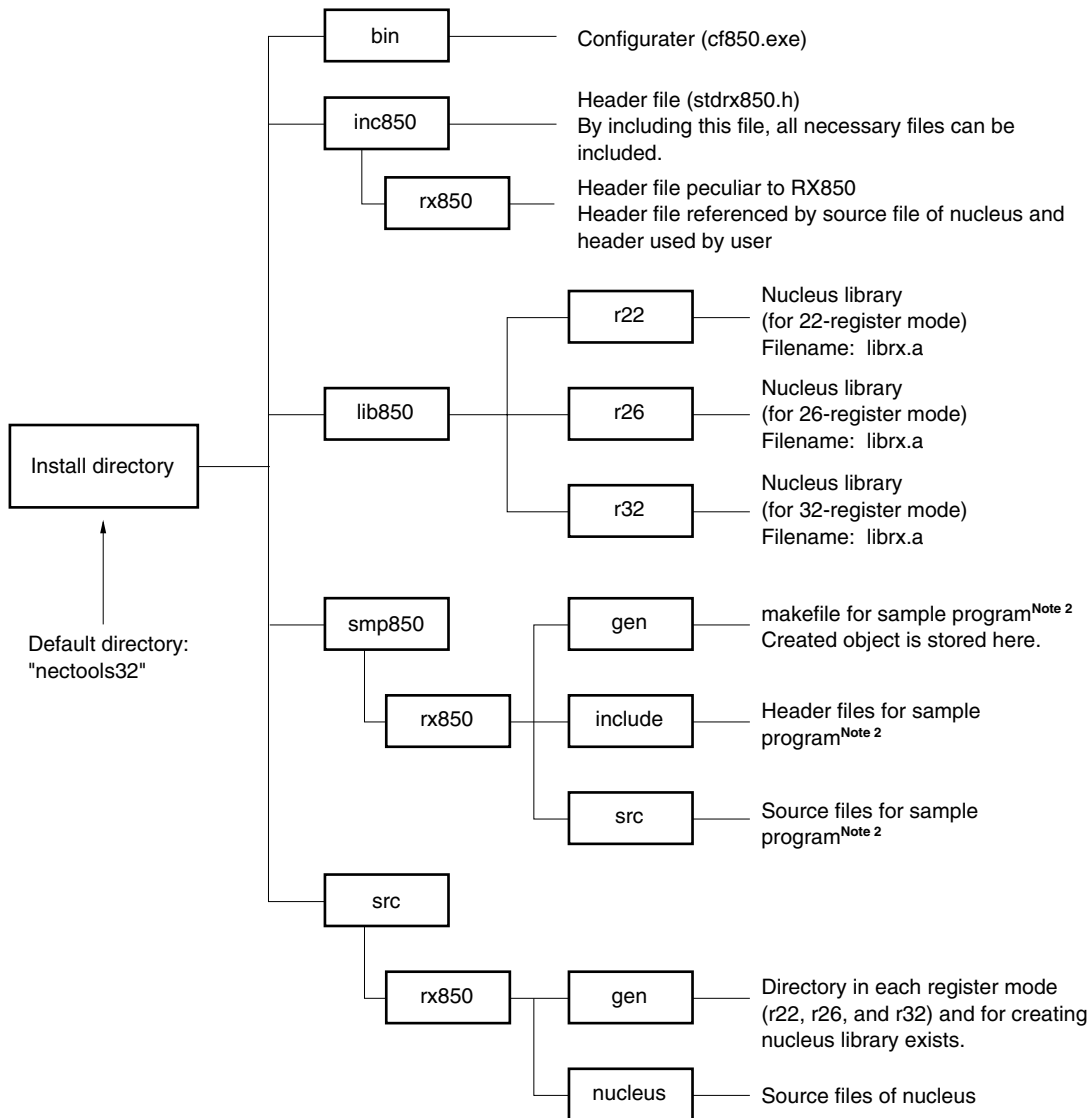 bin
Configurater (cf850.exe)
inc850
Header file (stdrx850.h)
By including this file, all necessary files can be
included.
rx850
Header file peculiar to RX850
Header file referenced by source file of nucleus and
header used by user
r22
Nucleus library
(for 22-register mode)
Filename: librx.a
lib850
r26
Nucleus library
(for 26-register mode)
Filename: librx.a
Install directory
r32
Nucleus library
(for 32-register mode)
Filename: librx.a
Default directory:
"nectools32"
smp850
gen
makefile for sample programNote 2
Created object is stored here.
rx850
include
Header files for sample
programNote 2
src
Source files for sample
programNote 2
src
rx850
gen
Directory in each register mode
(r22, r26, and r32) and for creating
nucleus library exists.
nucleus
Source files of nucleus